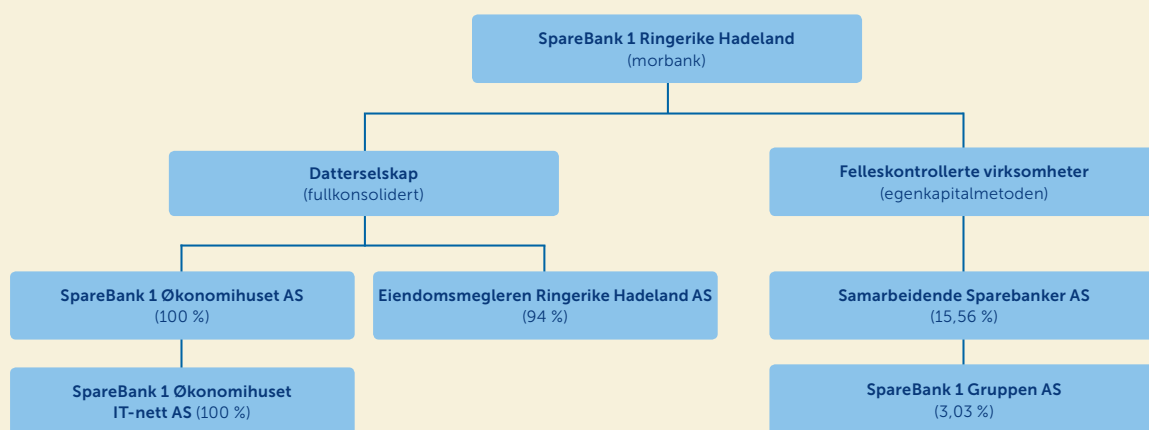 SpareBank 1 Ringerike Hadeland
(morbank)
Datterselskap
(fullkonsolidert)
Felleskontrollerte virksomheter
(egenkapitalmetoden)
SpareBank 1 Økonomihuset AS
(100 %)
Eiendomsmegleren Ringerike Hadeland AS
(94 %)
Samarbeidende Sparebanker AS
(15,56 %)
SpareBank 1 Økonomihuset
IT-nett AS (100 %)
SpareBank 1 Gruppen AS
(3,03 %)